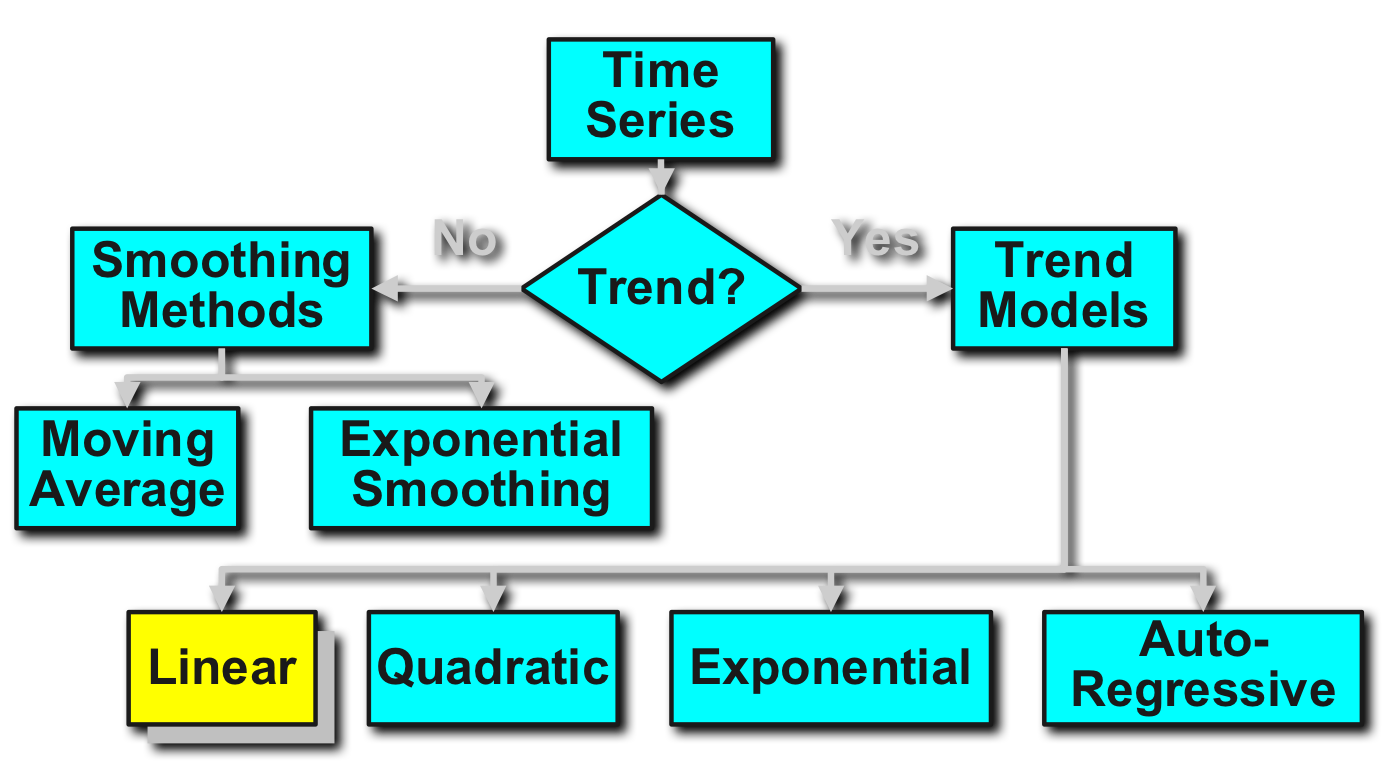 Time
Series
No
Yes
Smoothing
Methods
Trend?
Trend
Models
Moving
Average
Exponential
Smoothing
Linear
Quadratic
Exponential
Auto-
Regressive